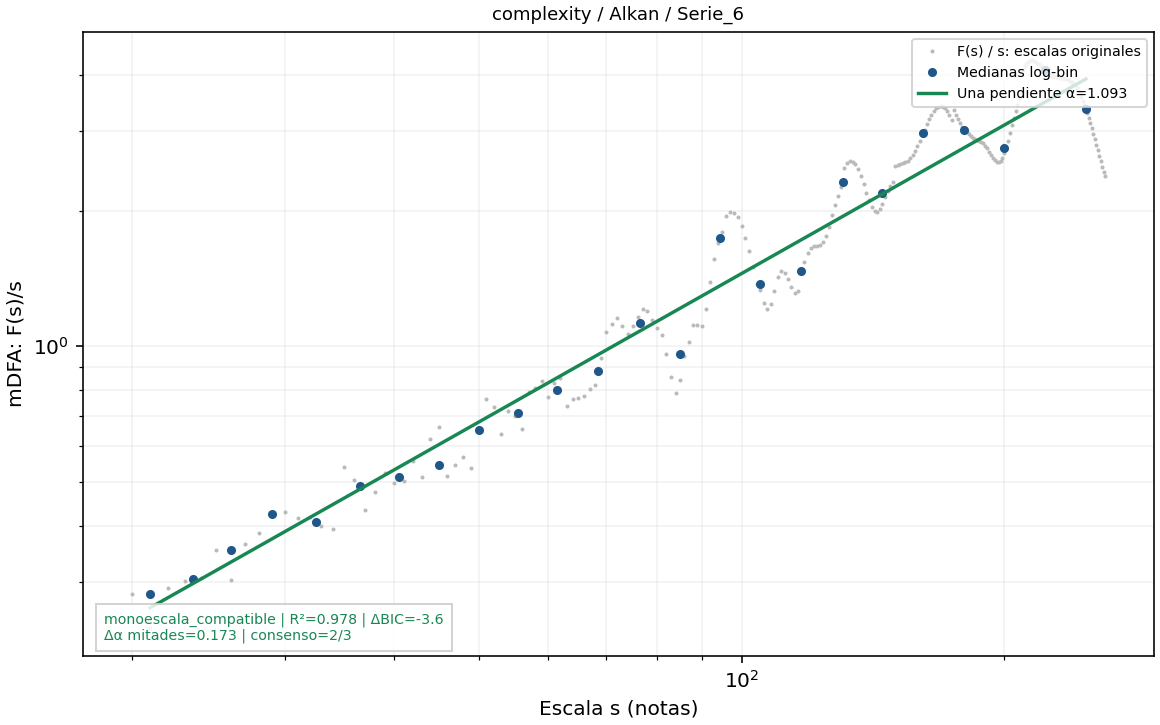 complexity / Alkan / Serie_6
F(s) / s: escalas originales
Medianas log-bin
Una pendiente α=1.093
mDFA: F(s)/s
10⁰
monoescala_compatible | R²=0.978 | ΔBIC=-3.6
Δα mitades=0.173 | consenso=2/3
10²
Escala s (notas)